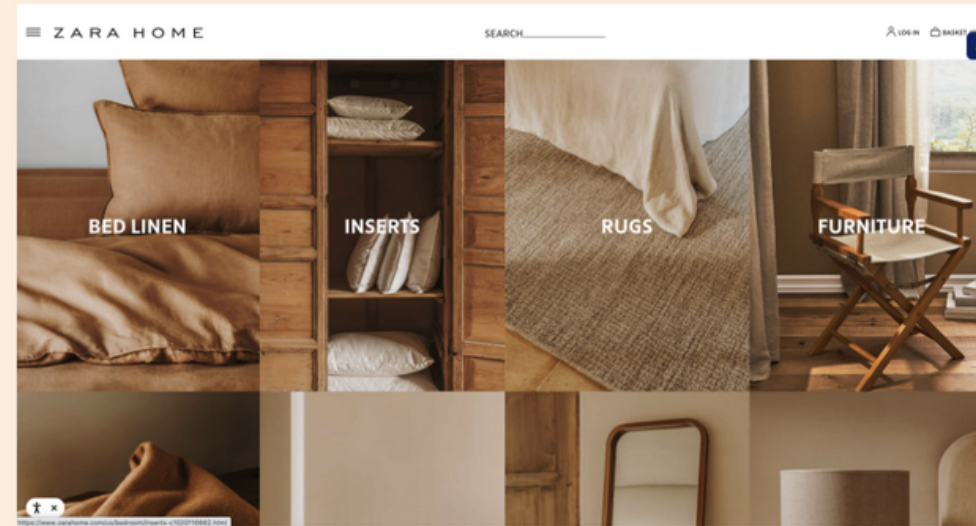 ZARA HOME
SEARCH
LOG IN
BASKET
BED LINEN
INSERTS
RUGS
FURNITURE